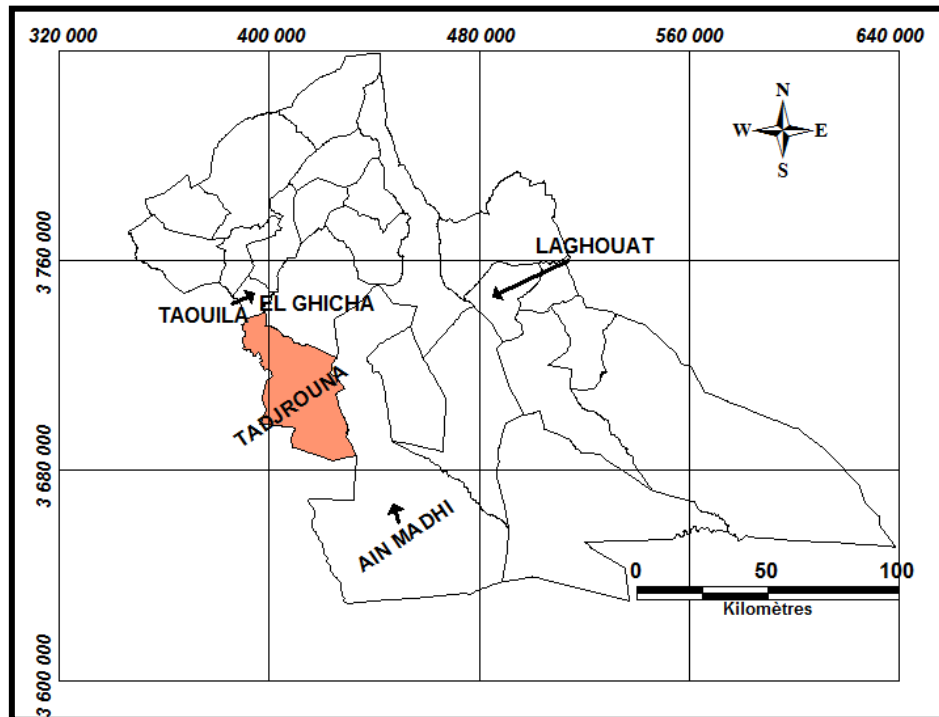 320 000 400 000 480 000 560 000 640 000
N
W E
S
3 760 000
LAGHOUAT
TAOUILA EL GHICHA
TADJROUNA
3 680 000
AIN MADHI
0 50 100
Kilomètres
3 600 000